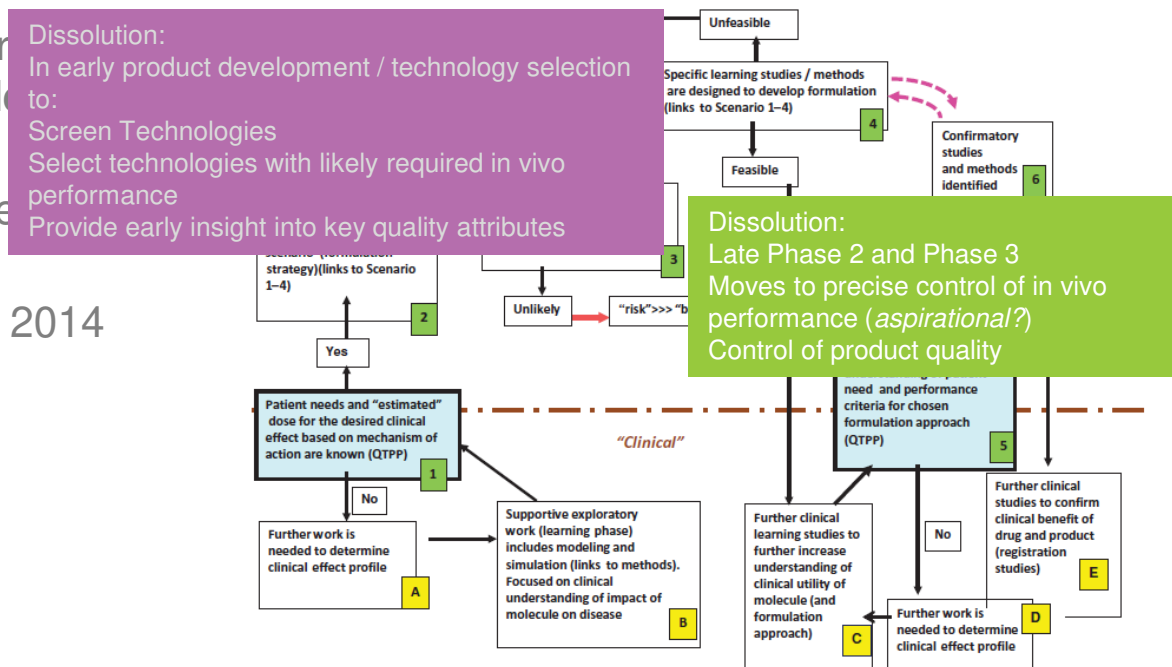 Dissolution:
In early product development / technology selection
to:
Screen Technologies
Select technologies with likely required in vivo
performance
Provide early insight into key quality attributes
2014
Unfeasible
Specific learning studies / methods
are designed to develop formulation
(links to Scenario 1–4)
4
Feasible
Confirmatory
studies
and methods
identified
6
Dissolution:
Late Phase 2 and Phase 3
Moves to precise control of in vivo
performance (aspirational?)
Control of product quality
strategy)(links to Scenario
1–4)
2
3
Unlikely
"risk">>> "b
Yes
Patient needs and "estimated"
dose for the desired clinical
effect based on mechanism of
action are known (QTPP)
1
"Clinical"
need and performance
criteria for chosen
formulation approach
(QTPP)
5
No
Further work is
needed to determine
clinical effect profile
A
Supportive exploratory
work (learning phase)
includes modeling and
simulation (links to methods).
Focused on clinical
understanding of impact of
molecule on disease
B
Further clinical
learning studies to
further increase
understanding of
clinical utility of
molecule (and
formulation
approach)
C
No
Further clinical
studies to confirm
clinical benefit of
drug and product
(registration
studies)
E
Further work is
needed to determine
clinical effect profile
D